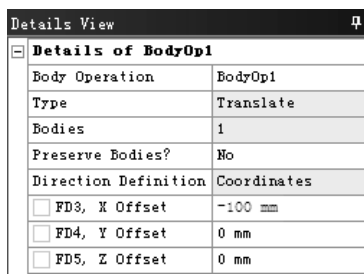 Details View
Details of BodyOp1
Body Operation BodyOp1
Type Translate
Bodies 1
Preserve Bodies? No
Direction Definition Coordinates
FD3, X Offset -100 mm
FD4, Y Offset 0 mm
FD5, Z Offset 0 mm